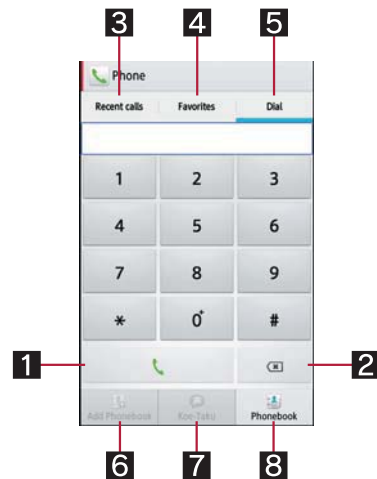 3 4 5
Phone
Recent calls Favorites Dial
1 2 3
4 5 6
7 8 9
* 0+ #
1 2
Add Phonebook Koe-Taku Phonebook
6 7 8